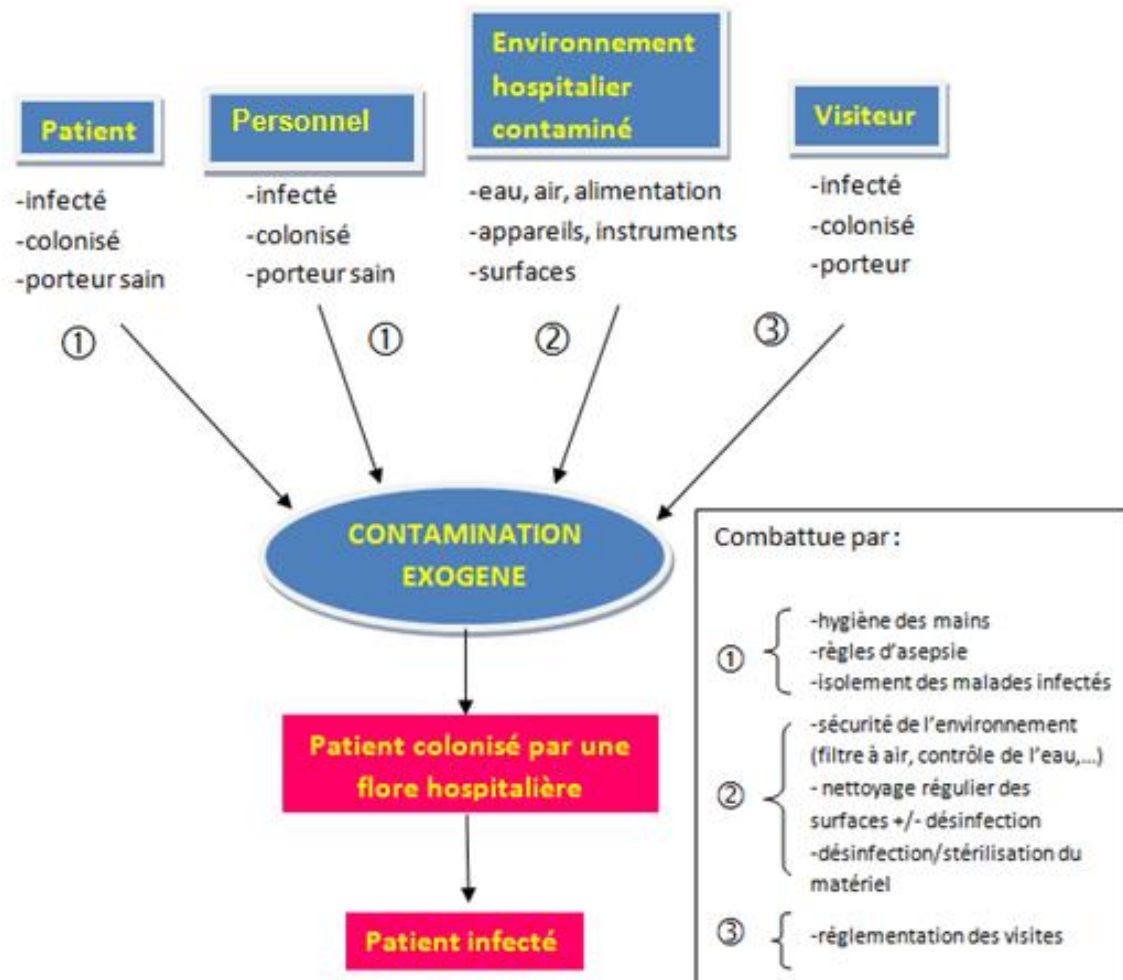 Patient
-infecté
-colonisé
-porteur sain
①
Personnel
-infecté
-colonisé
-porteur sain
①
Environnement
hospitalier
contaminé
-eau, air, alimentation
-appareils, instruments
-surfaces
②
Visiteur
-infecté
-colonisé
-porteur
③
CONTAMINATION
EXOGENE
Patient colonisé par une
flore hospitalière
Patient infecté
Combattue par :
①
-hygiène des mains
-règles d’asepsie
-isolement des malades infectés
②
-sécurité de l’environnement
(filtre à air, contrôle de l’eau,...)
- nettoyage régulier des
surfaces +/- désinfection
-désinfection/stérilisation du
matériel
③
-réglementation des visites